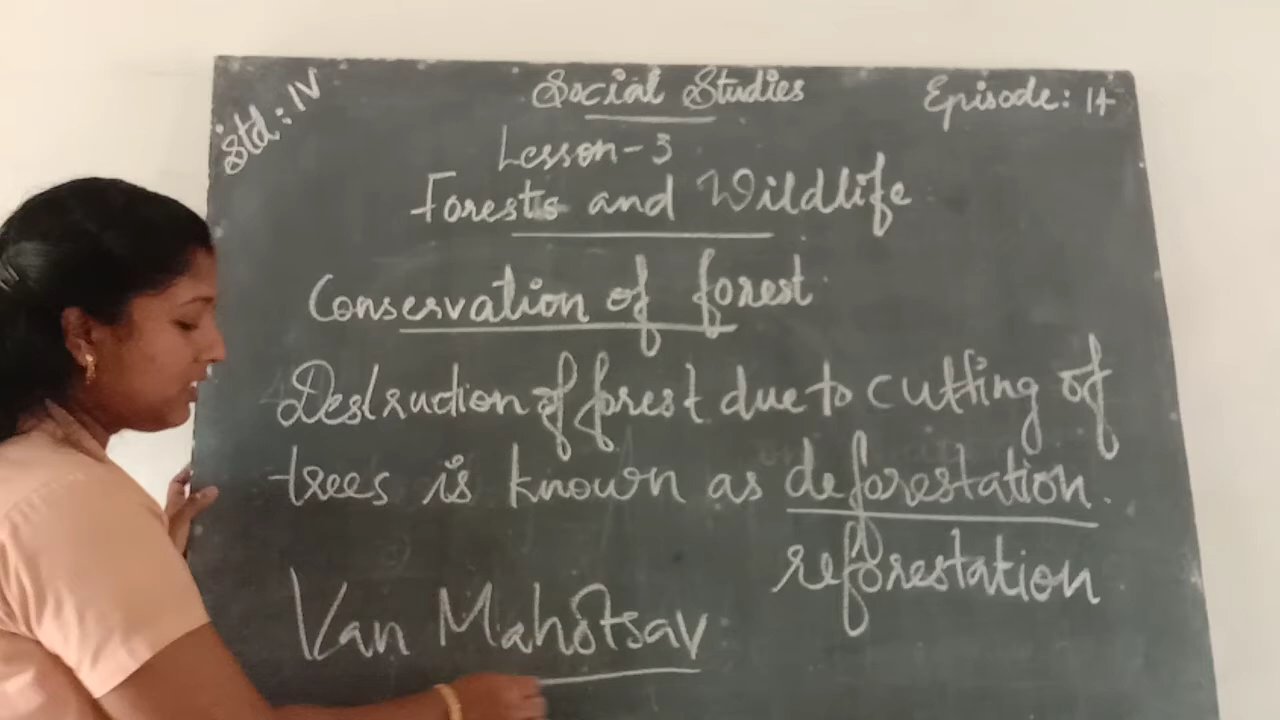 Std: IV
Social Studies
Episode: 14
Lesson-3
Forests and Wildlife
Conservation of forest
Destruction of forest due to cutting of
trees is known as deforestation.
reforestation
Van Mahotsav